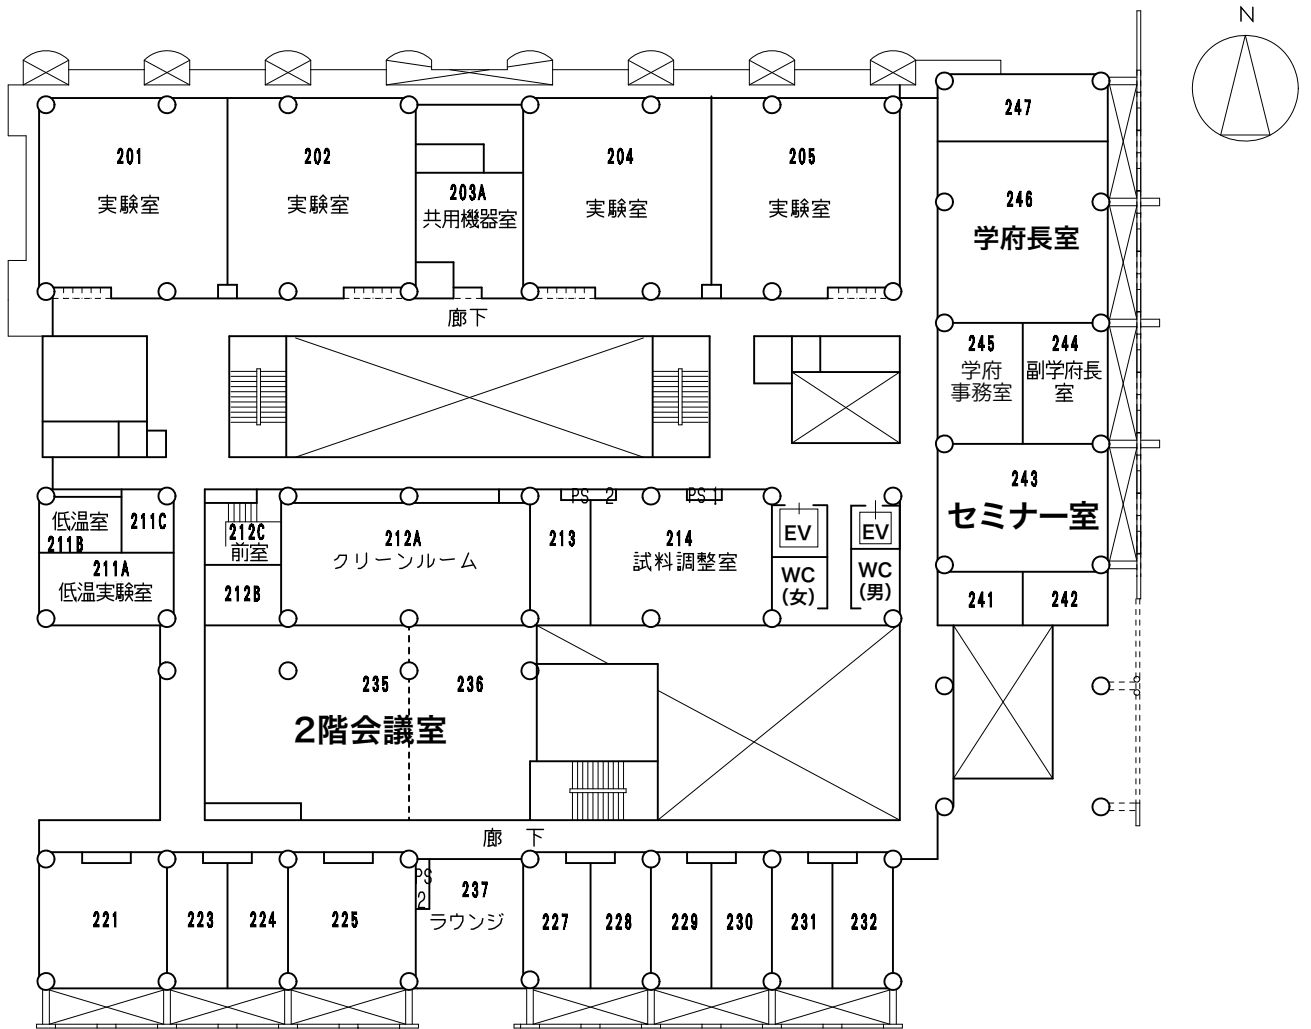 N
247
201
実験室
202
実験室
203A
共用機器室
204
実験室
205
実験室
246
学府長室
廊下
245
学府
事務室
244
副学府長
室
243
セミナー室
低温室
211B
211C
211A
低温実験室
212C
前室
212B
212A
クリーンルーム
PS 2
PS 1
213
214
試料調整室
EV
WC
(女)
EV
WC
(男)
241
242
235
236
2階会議室
廊 下
221
223
224
225
PS
2
237
ラウンジ
227
228
229
230
231
232